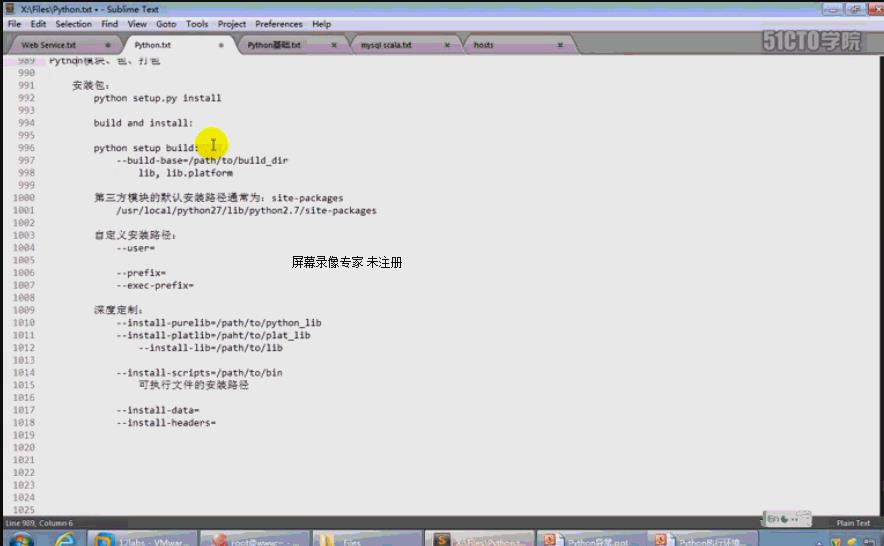 X:\Files\Python.txt • - Sublime Text
File Edit Selection Find View Goto Tools Project Preferences Help
Web Service.txt Python.txt Python基础.txt mysql scala.txt hosts
51CTO学院
989 Python模块、包、打包
990
991 安装包:
992 python setup.py install
993
994 build and install:
995
996 python setup build:
997 --build-base=/path/to/build_dir
998 lib, lib.platform
999
1000 第三方模块的默认安装路径通常为: site-packages
1001 /usr/local/python27/lib/python2.7/site-packages
1002
1003 自定义安装路径:
1004 --user=
1005
屏幕录像专家 未注册
1006 --prefix=
1007 --exec-prefix=
1008
1009 深度定制:
1010 --install-purelib=/path/to/python_lib
1011 --install-platlib=/paht/to/plat_lib
1012 --install-lib=/path/to/lib
1013
1014 --install-scripts=/path/to/bin
1015 可执行文件的安装路径
1016
1017 --install-data=
1018 --install-headers=
1019
1020
1021
1022
1023
1024
1025
Line 989, Column 6 En Plain Text
12labs - VMwar... root@www:~ - ... Files X:\Files\Python... Python异常.ppt... Python执行环境...